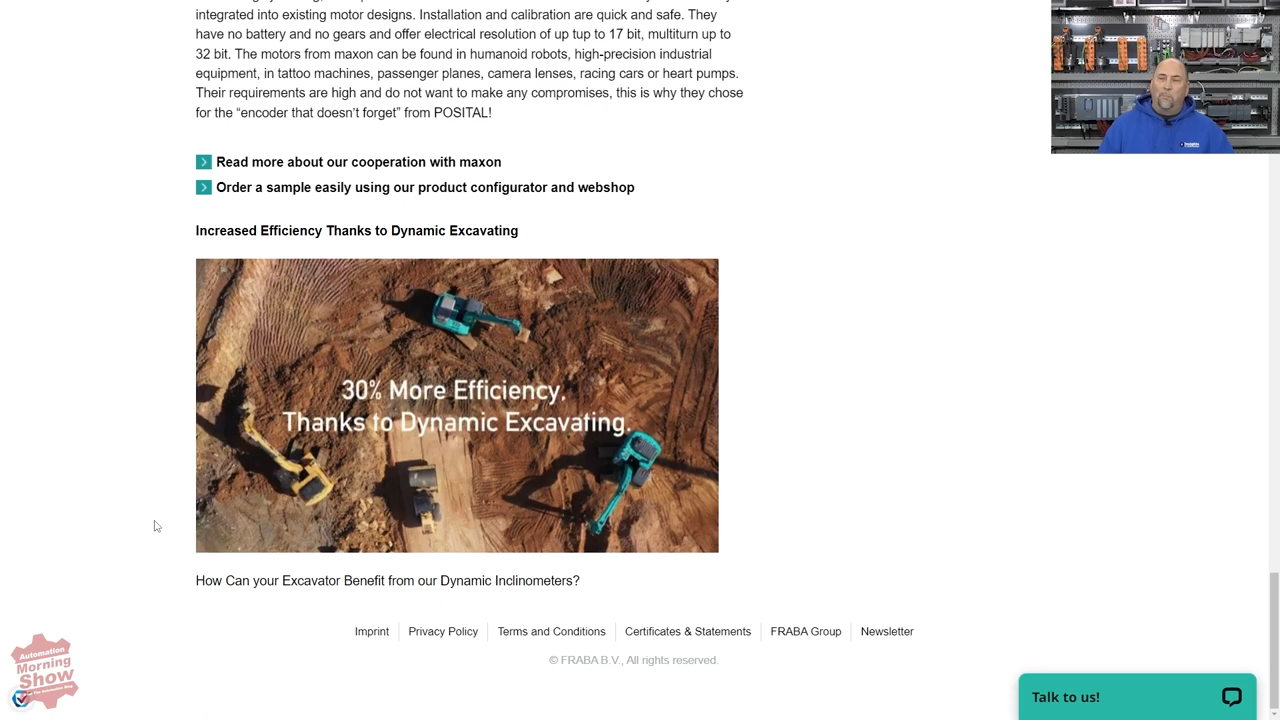 integrated into existing motor designs. Installation and calibration are quick and safe. They
have no battery and no gears and offer electrical resolution of up tup to 17 bit, multiturn up to
32 bit. The motors from maxon can be found in humanoid robots, high-precision industrial
equipment, in tattoo machines, passenger planes, camera lenses, racing cars or heart pumps.
Their requirements are high and do not want to make any compromises, this is why they chose
for the “encoder that doesn’t forget” from POSITAL!
Read more about our cooperation with maxon
Order a sample easily using our product configurator and webshop
Increased Efficiency Thanks to Dynamic Excavating
30% More Efficiency,
Thanks to Dynamic Excavating.
How Can your Excavator Benefit from our Dynamic Inclinometers?
Imprint
Privacy Policy
Terms and Conditions
Certificates & Statements
FRABA Group
Newsletter
© FRABA B.V., All rights reserved.
Automation
Morning
Show
Talk to us!